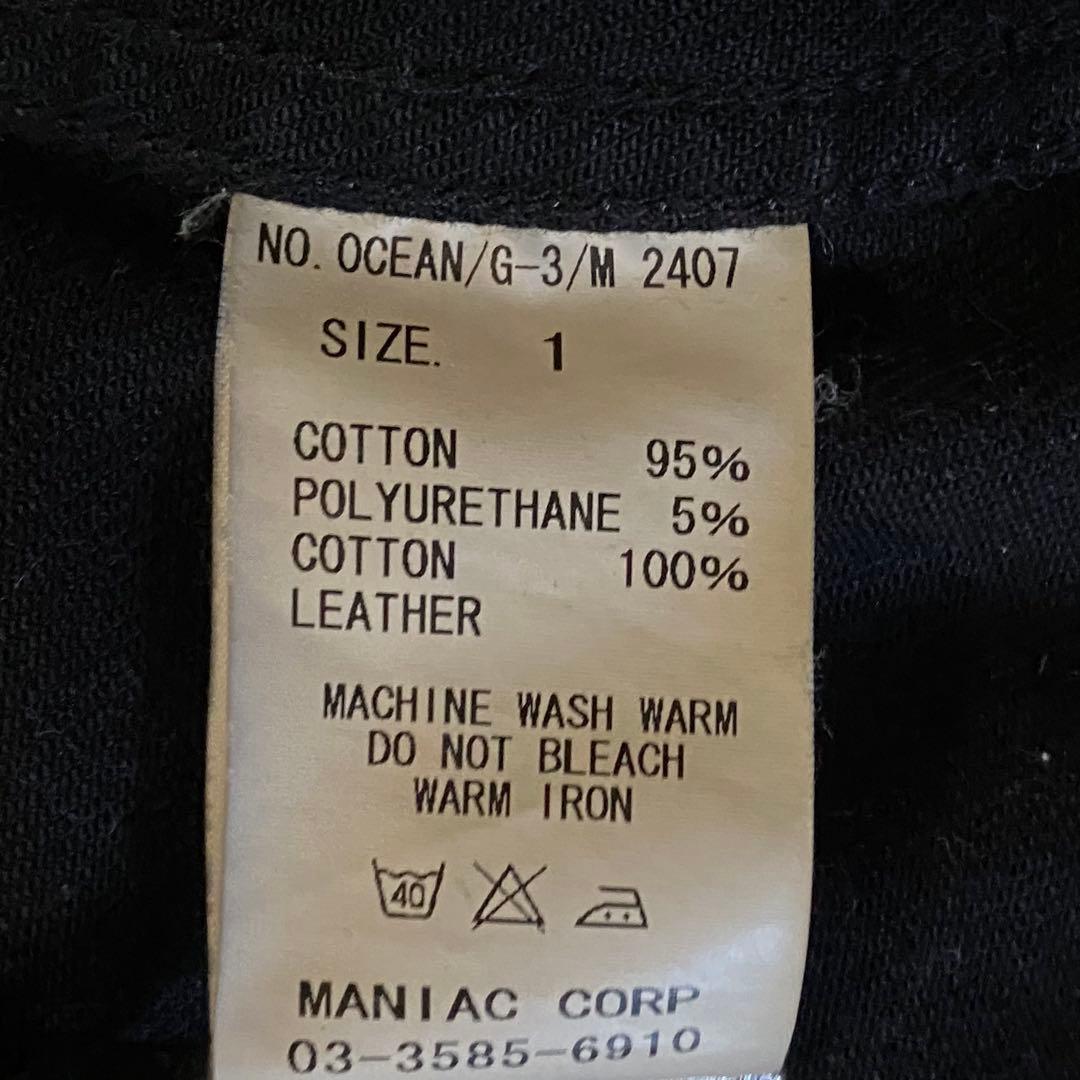 NO. OCEAN/G-3/M 2407
SIZE. 1
COTTON 95%
POLYURETHANE 5%
COTTON 100%
LEATHER
MACHINE WASH WARM
DO NOT BLEACH
WARM IRON
40
MANIAC CORP
03-3585-6910